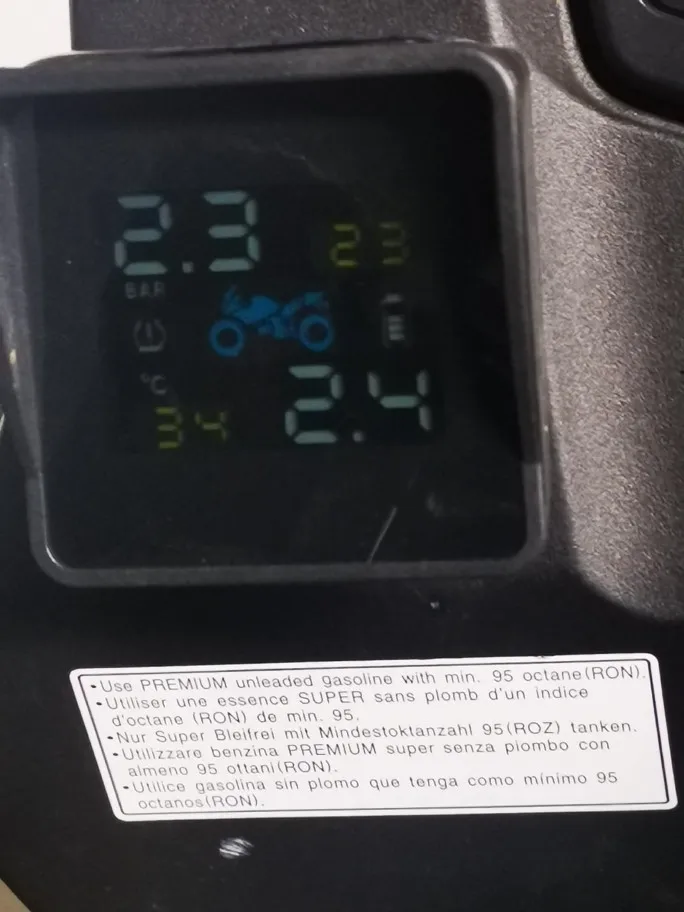 2.3
23
BAR
°C
2.4
34
•Use PREMIUM unleaded gasoline with min. 95 octane(RON).
•Utiliser une essence SUPER sans plomb d'un indice
d'octane (RON) de min. 95.
•Nur Super Bleifrei mit Mindestoktanzahl 95(ROZ) tanken.
•Utilizzare benzina PREMIUM super senza piombo con
almeno 95 ottani(RON).
•Utilice gasolina sin plomo que tenga como mínimo 95
octanos(RON).